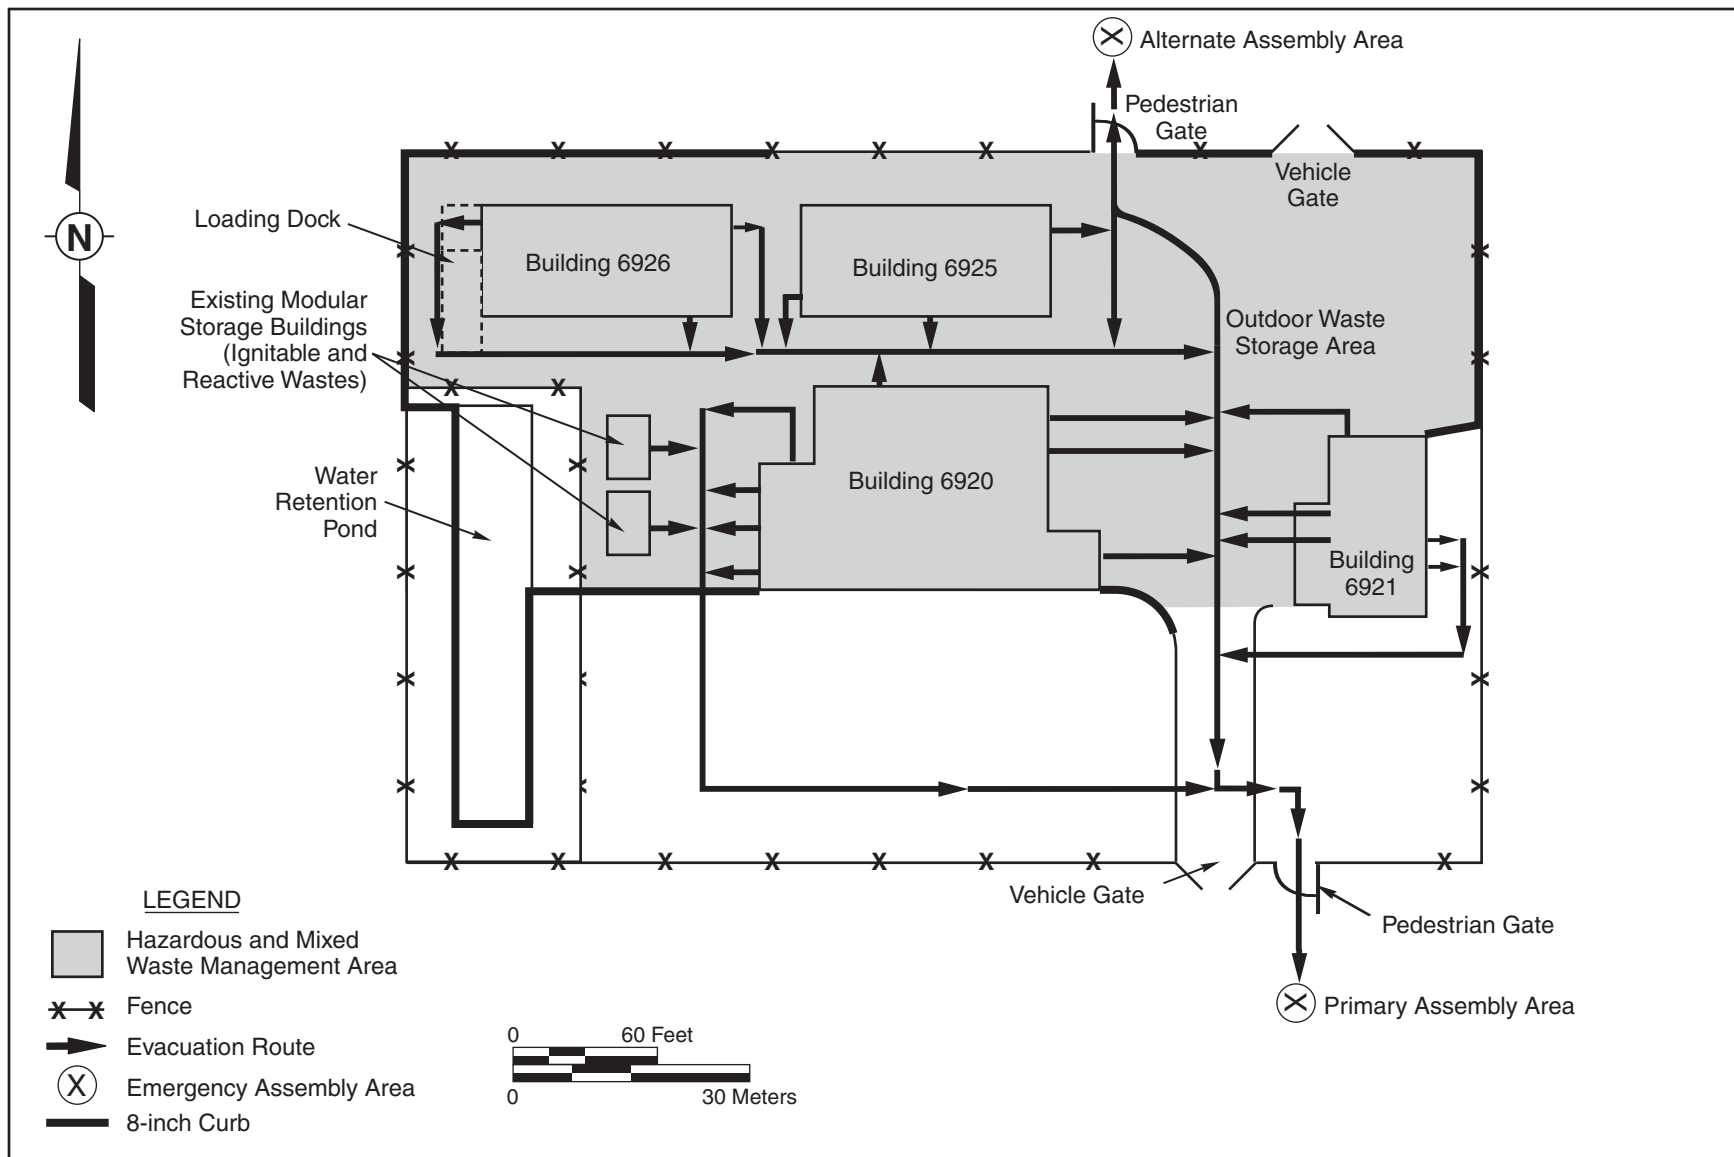 Alternate Assembly Area
Pedestrian
Gate
Vehicle
Gate
N
Loading Dock
Building 6926
Building 6925
Existing Modular
Storage Buildings
(Ignitable and
Reactive Wastes)
Outdoor Waste
Storage Area
Water
Retention
Pond
Building 6920
Building
6921
Vehicle Gate
Pedestrian Gate
Primary Assembly Area
LEGEND
Hazardous and Mixed
Waste Management Area
X X Fence
Evacuation Route
X Emergency Assembly Area
8-inch Curb
0 60 Feet
0 30 Meters